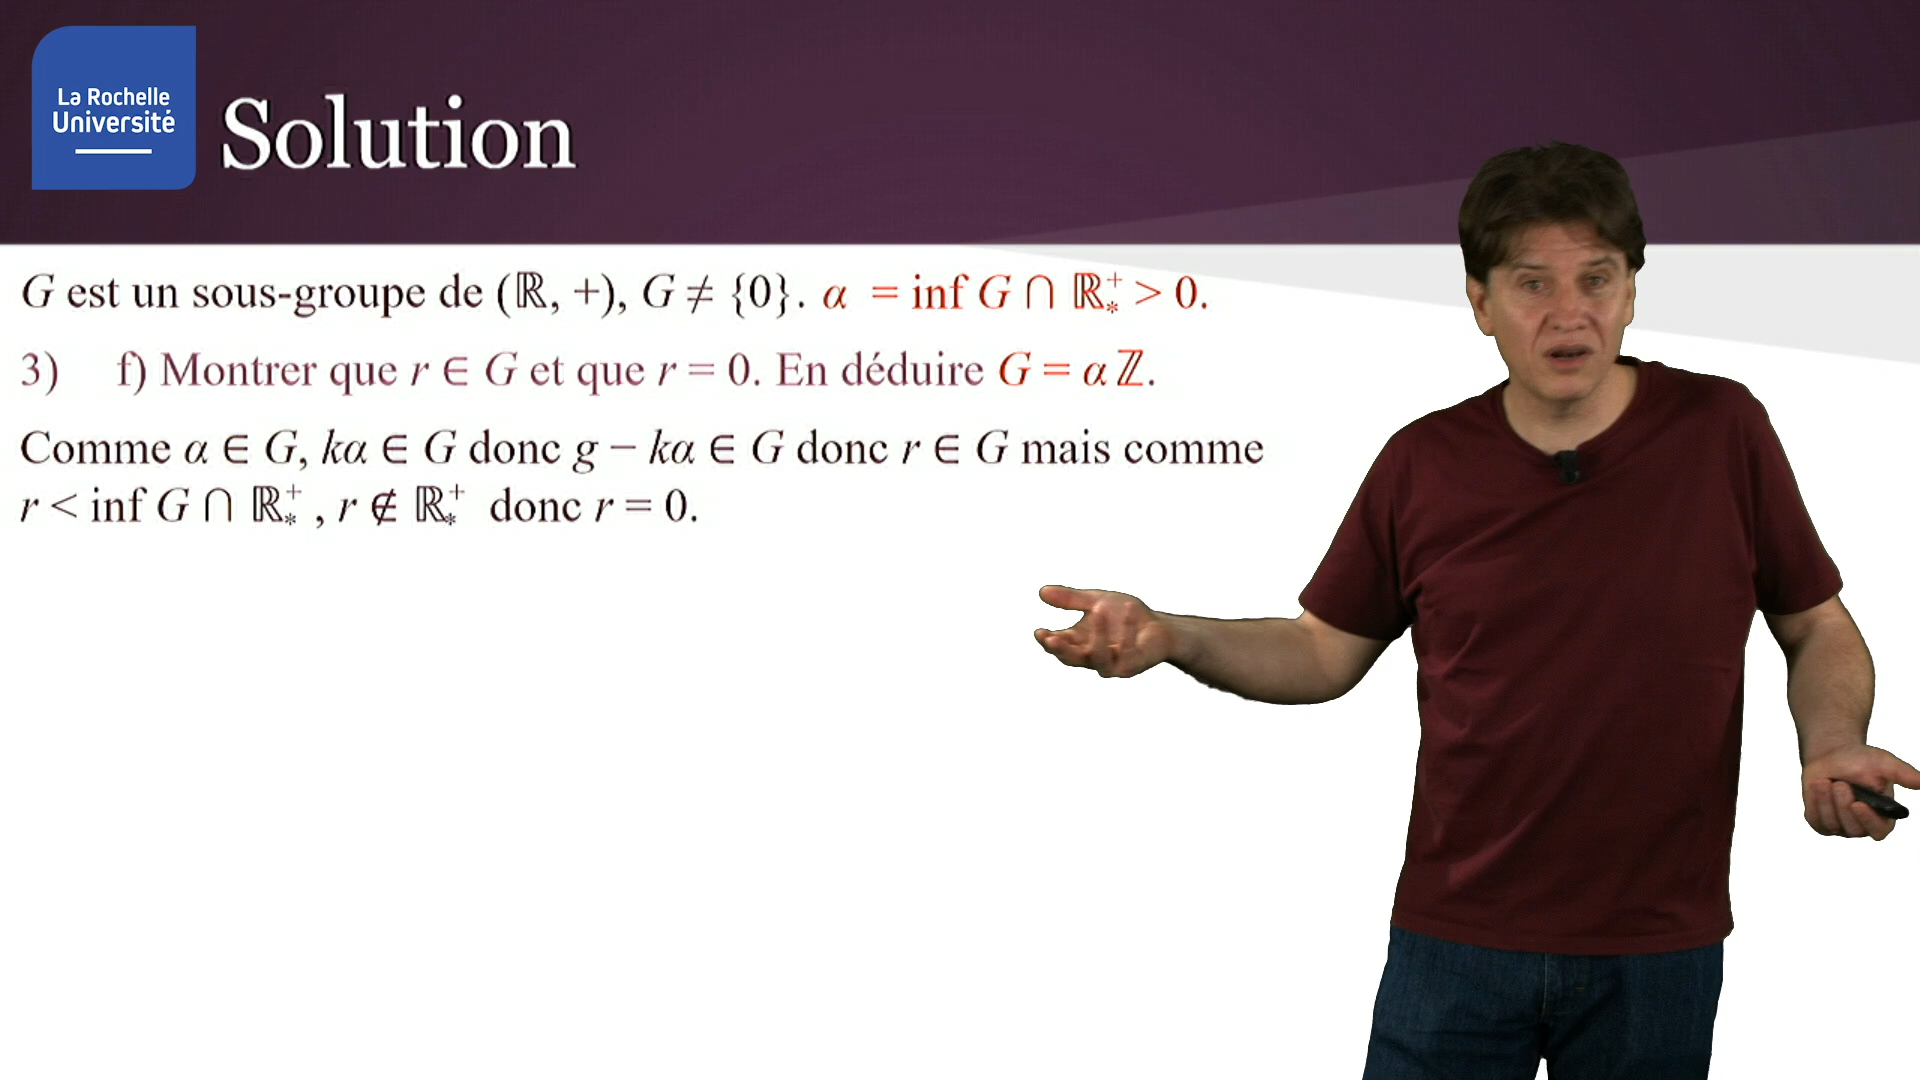 La Rochelle
Université
Solution
G est un sous-groupe de (ℝ, +), G ≠ {0}. α = inf G ∩ ℝ₊* > 0.
3) f) Montrer que r ∈ G et que r = 0. En déduire G = α ℤ.
Comme α ∈ G, kα ∈ G donc g − kα ∈ G donc r ∈ G mais comme
r < inf G ∩ ℝ₊* , r ∉ ℝ₊* donc r = 0.